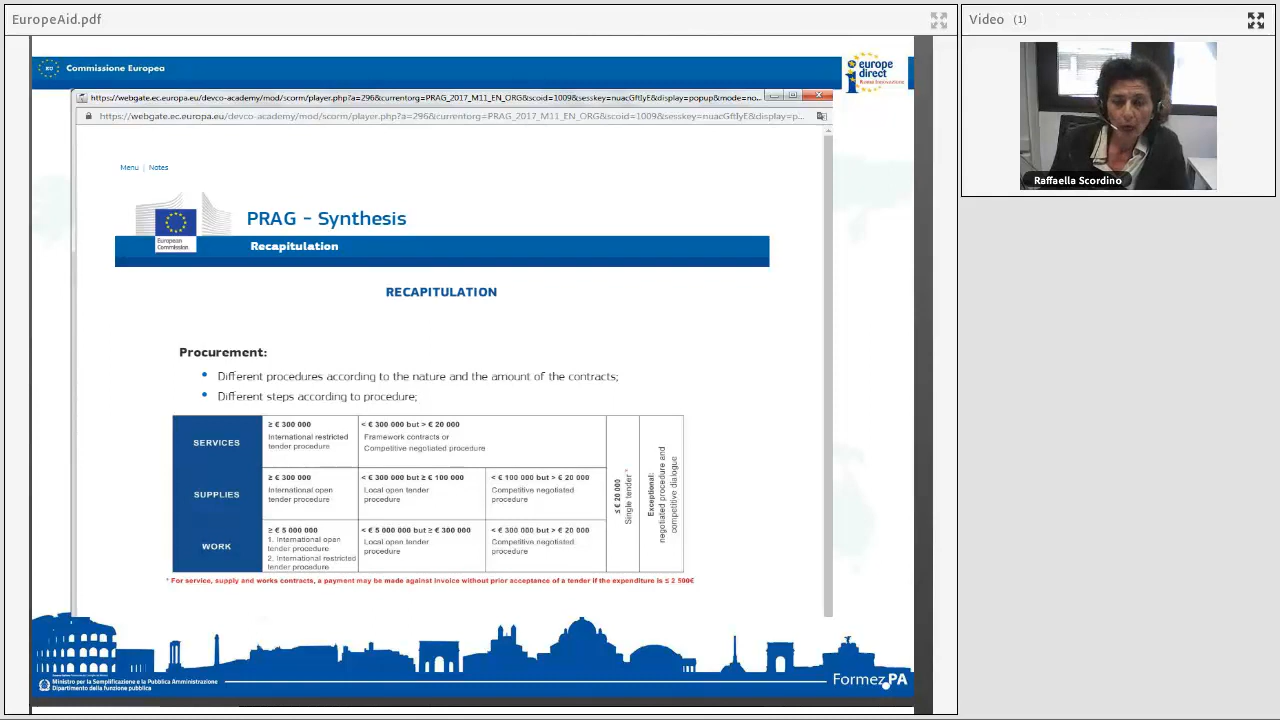 EuropeAid.pdf
Video (1)
Commissione Europea
europe
direct
Roma Innovazione
https://webgate.ec.europa.eu/devco-academy/mod/scorm/player.php?a=296&currentorg=PRAG_2017_M11_EN_ORG&scoid=1009&sesskey=nuacGftIyE&display=popup&mode=no...
https://webgate.ec.europa.eu/devco-academy/mod/scorm/player.php?a=296&currentorg=PRAG_2017_M11_EN_ORG&scoid=1009&sesskey=nuacGftIyE&display=p...
Raffaella Scordino
Menu | Notes
PRAG - Synthesis
European
Commission
Recapitulation
RECAPITULATION
Procurement:
• Different procedures according to the nature and the amount of the contracts;
• Different steps according to procedure;
SERVICES
≥ € 300 000
International restricted
tender procedure
< € 300 000 but > € 20 000
Framework contracts or
Competitive negotiated procedure
SUPPLIES
≥ € 300 000
International open
tender procedure
< € 300 000 but ≥ € 100 000
Local open tender
procedure
< € 100 000 but > € 20 000
Competitive negotiated
procedure
WORK
≥ € 5 000 000
1. International open
tender procedure
2. International restricted
tender procedure
< € 5 000 000 but ≥ € 300 000
Local open tender
procedure
< € 300 000 but > € 20 000
Competitive negotiated
procedure
≤ € 20 000
Single tender *
Exceptional:
negotiated procedure and
competitive dialogue
* For service, supply and works contracts, a payment may be made against invoice without prior acceptance of a tender if the expenditure is ≤ 2 500€
Ministro per la Semplificazione e la Pubblica Amministrazione
Dipartimento della funzione pubblica
FormezPA